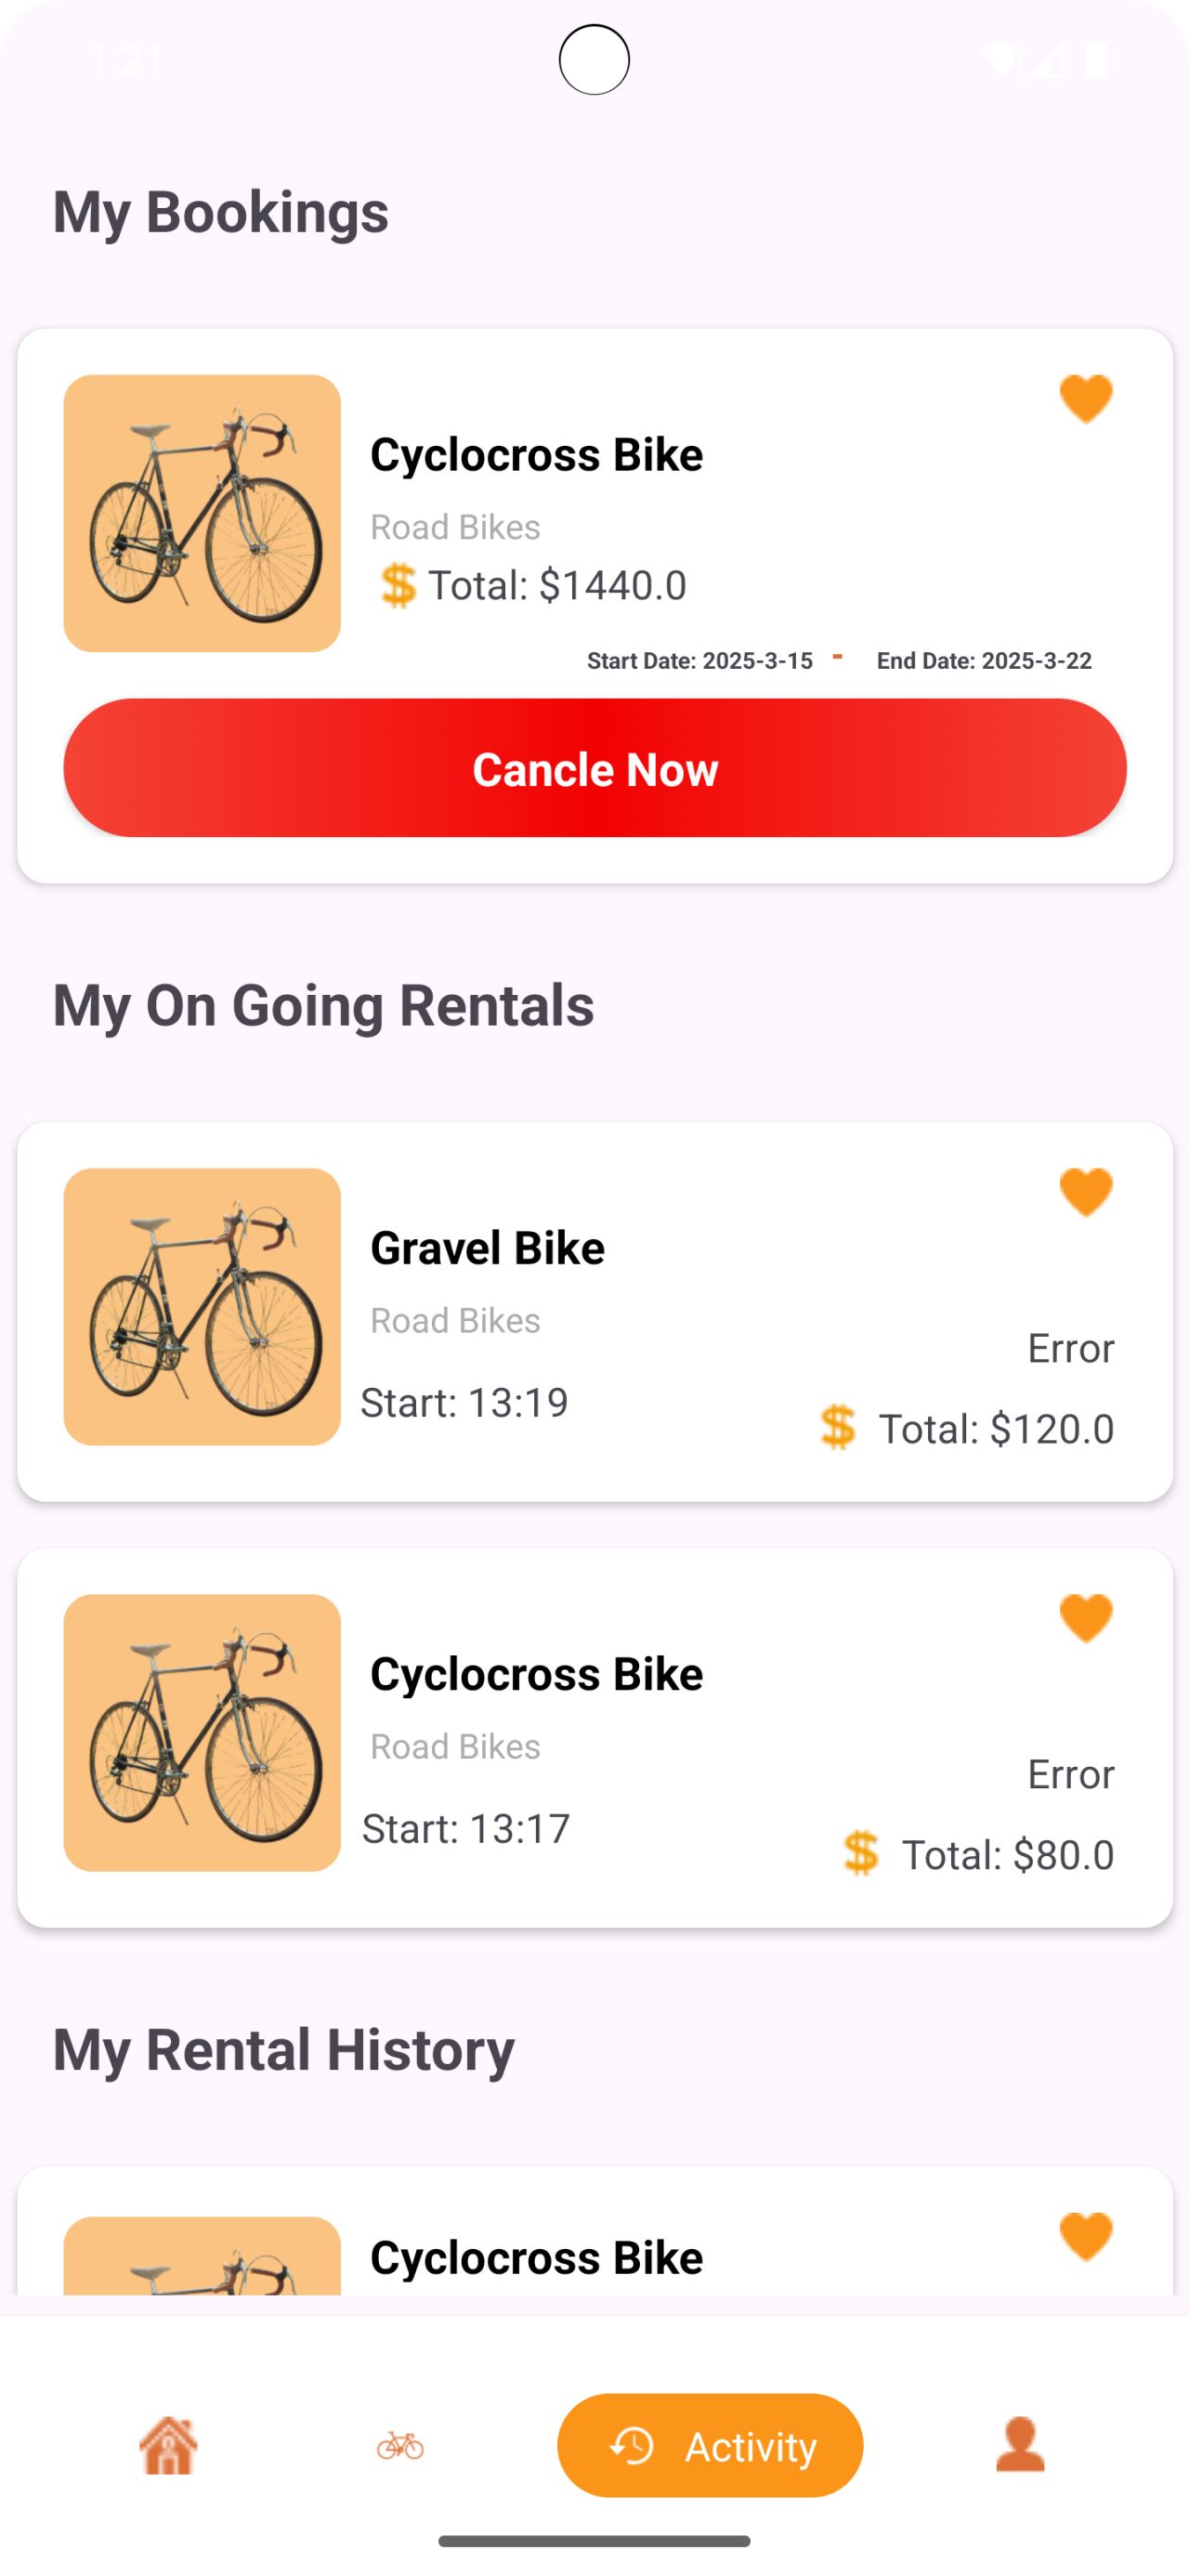 1:21
My Bookings
Cyclocross Bike
Road Bikes
$ Total: $1440.0
Start Date: 2025-3-15 - End Date: 2025-3-22
Cancle Now
My On Going Rentals
Gravel Bike
Road Bikes
Error
Start: 13:19
$ Total: $120.0
Cyclocross Bike
Road Bikes
Error
Start: 13:17
$ Total: $80.0
My Rental History
Cyclocross Bike
Activity